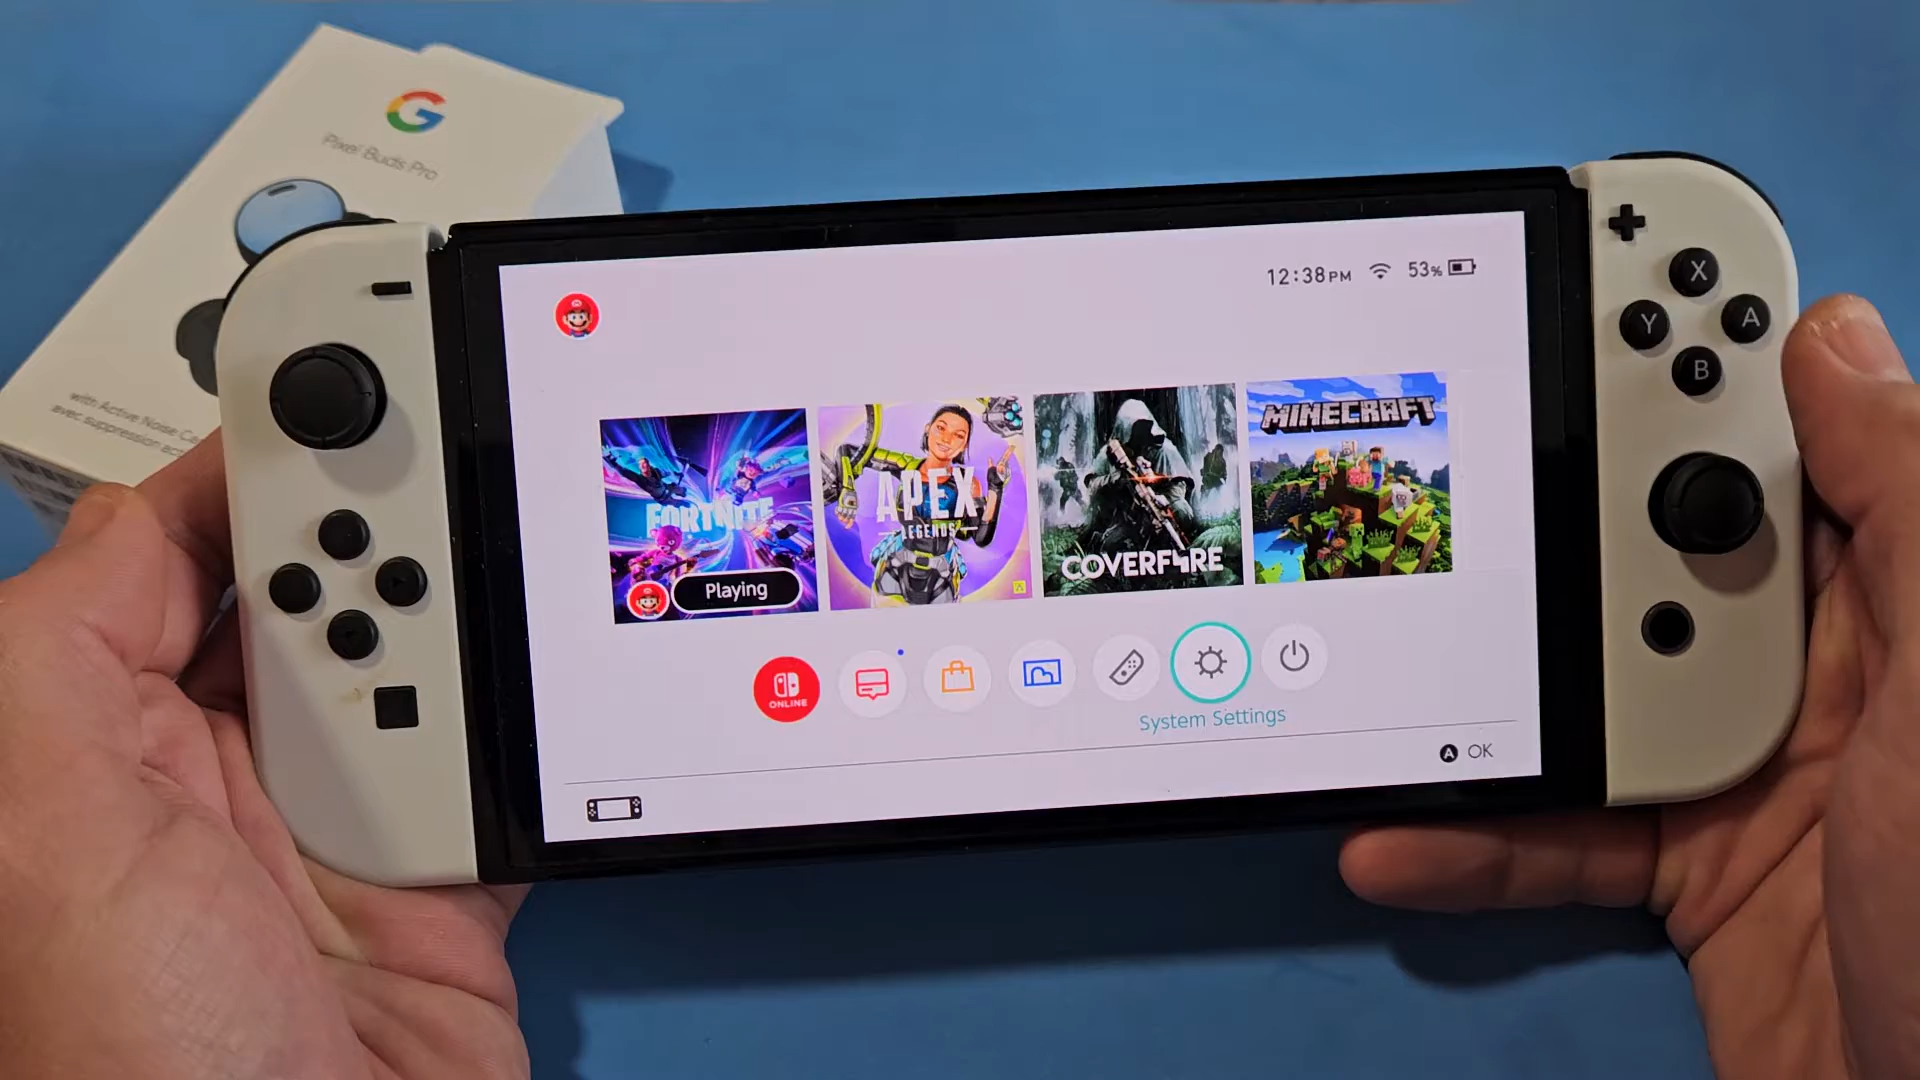 G
Pixel Buds Pro
with Active Noise Ca
avec suppression act
12:38PM 53%
FORTNITE
Playing
APEX
LEGENDS
COVERFIRE
MINECRAFT
ONLINE
System Settings
A OK
X
Y
A
B